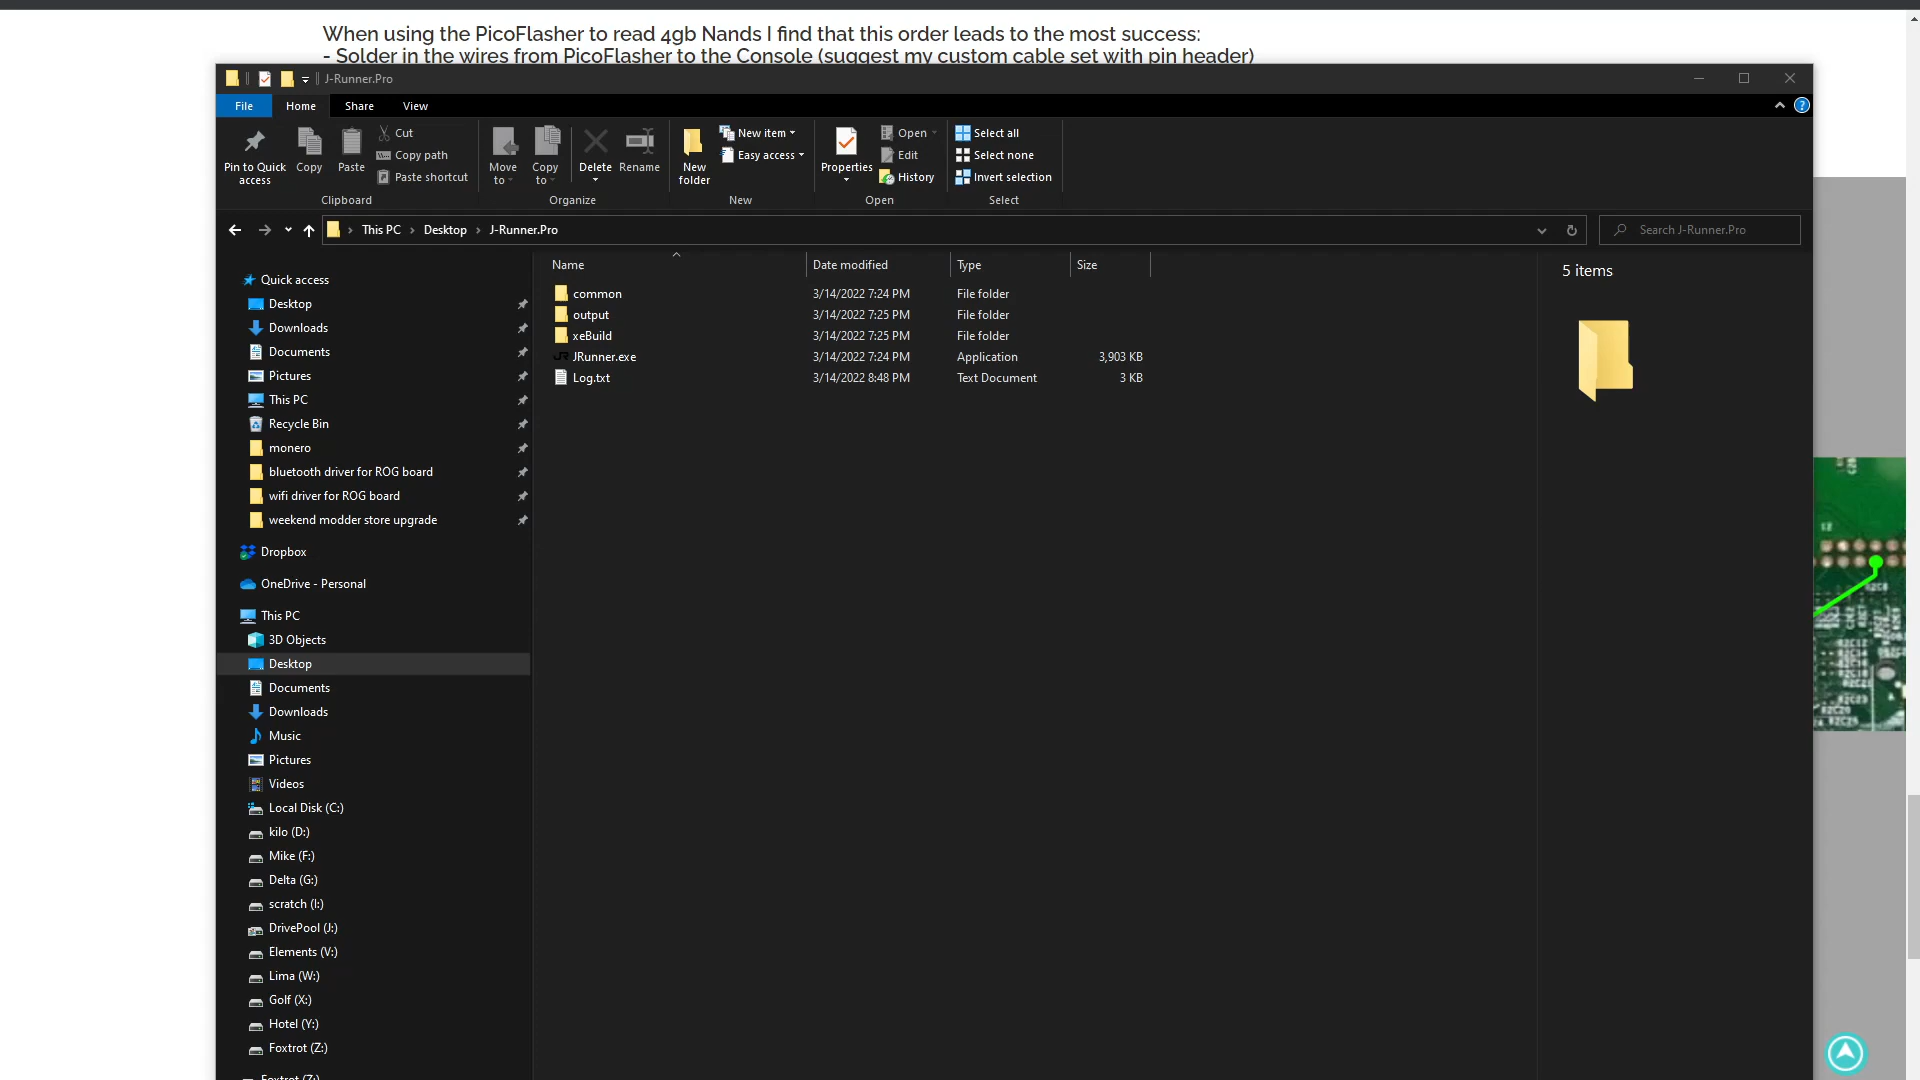 When using the PicoFlasher to read 4gb Nands I find that this order leads to the most success:
- Solder in the wires from PicoFlasher to the Console (suggest my custom cable set with pin header)
J-Runner.Pro
File Home Share View
Pin to Quick access
Copy
Paste
Cut
Copy path
Paste shortcut
Clipboard
Move to
Copy to
Delete
Rename
Organize
New folder
New item
Easy access
New
Properties
Open
Edit
History
Open
Select all
Select none
Invert selection
Select
This PC > Desktop > J-Runner.Pro
Search J-Runner.Pro
Name Date modified Type Size
common 3/14/2022 7:24 PM File folder
output 3/14/2022 7:25 PM File folder
xeBuild 3/14/2022 7:25 PM File folder
JRunner.exe 3/14/2022 7:24 PM Application 3,903 KB
Log.txt 3/14/2022 8:48 PM Text Document 3 KB
5 items
Quick access
Desktop
Downloads
Documents
Pictures
This PC
Recycle Bin
monero
bluetooth driver for ROG board
wifi driver for ROG board
weekend modder store upgrade
Dropbox
OneDrive - Personal
This PC
3D Objects
Desktop
Documents
Downloads
Music
Pictures
Videos
Local Disk (C:)
kilo (D:)
Mike (F:)
Delta (G:)
scratch (I:)
DrivePool (J:)
Elements (V:)
Lima (W:)
Golf (X:)
Hotel (Y:)
Foxtrot (Z:)
Foxtrot (Z:)